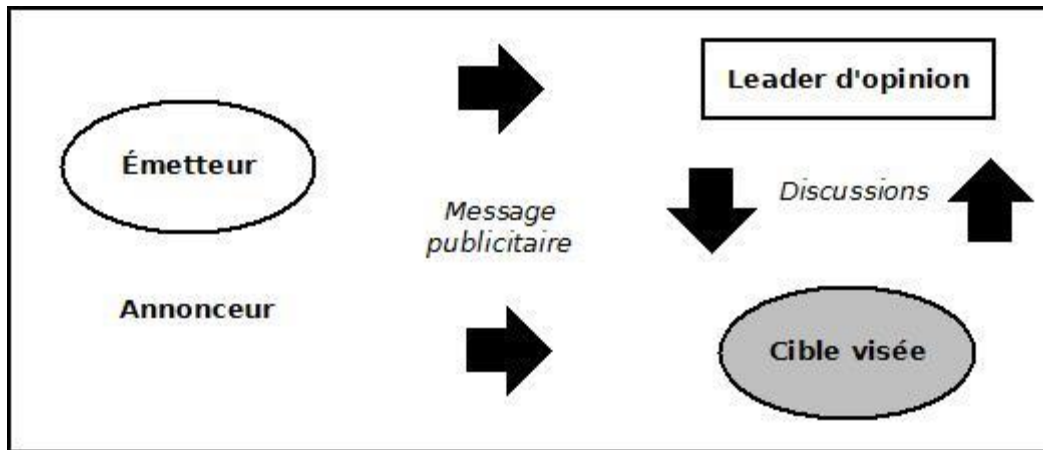 Émetteur
Annonceur
Message
publicitaire
Leader d'opinion
Discussions
Cible visée